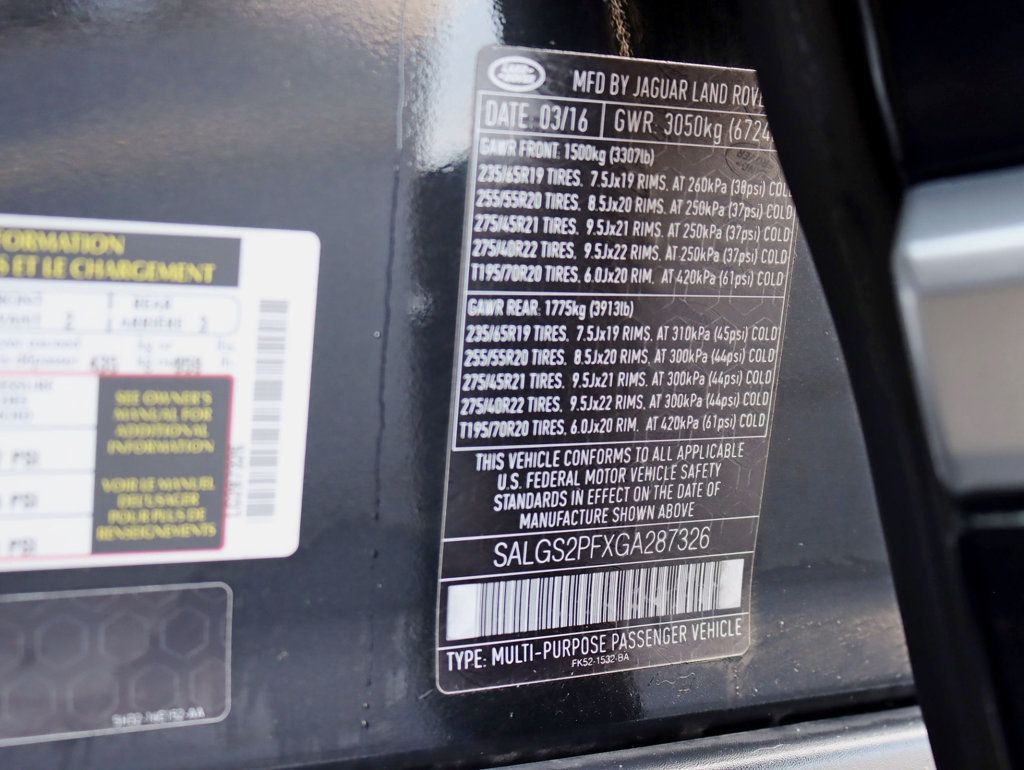 FORMATION
S ET LE CHARGEMENT
REAR
2
ARRIÈRE 3
PSI
PSI
PSI
SEE OWNER'S
MANUAL FOR
ADDITIONAL
INFORMATION
VOIR LE MANUEL
DE L'USAGER
POUR PLUS DE
RENSEIGNEMENTS
LAND ROVER
MFD BY JAGUAR LAND ROVE
DATE: 03/16 GWR. 3050kg (6724
GAWR FRONT: 1500kg (3307lb)
235/65R19 TIRES. 7.5Jx19 RIMS. AT 260kPa (38psi) COLD
255/55R20 TIRES. 8.5Jx20 RIMS. AT 250kPa (37psi) COLD
275/45R21 TIRES. 9.5Jx21 RIMS. AT 250kPa (37psi) COLD
275/40R22 TIRES. 9.5Jx22 RIMS. AT 250kPa (37psi) COLD
T195/70R20 TIRES. 6.0Jx20 RIM. AT 420kPa (61psi) COLD
GAWR REAR: 1775kg (3913lb)
235/65R19 TIRES. 7.5Jx19 RIMS. AT 310kPa (45psi) COLD
255/55R20 TIRES. 8.5Jx20 RIMS. AT 300kPa (44psi) COLD
275/45R21 TIRES. 9.5Jx21 RIMS. AT 300kPa (44psi) COLD
275/40R22 TIRES. 9.5Jx22 RIMS. AT 300kPa (44psi) COLD
T195/70R20 TIRES. 6.0Jx20 RIM. AT 420kPa (61psi) COLD
THIS VEHICLE CONFORMS TO ALL APPLICABLE
U.S. FEDERAL MOTOR VEHICLE SAFETY
STANDARDS IN EFFECT ON THE DATE OF
MANUFACTURE SHOWN ABOVE
SALGS2PFXGA287326
TYPE: MULTI-PURPOSE PASSENGER VEHICLE
FK52-1532-BA